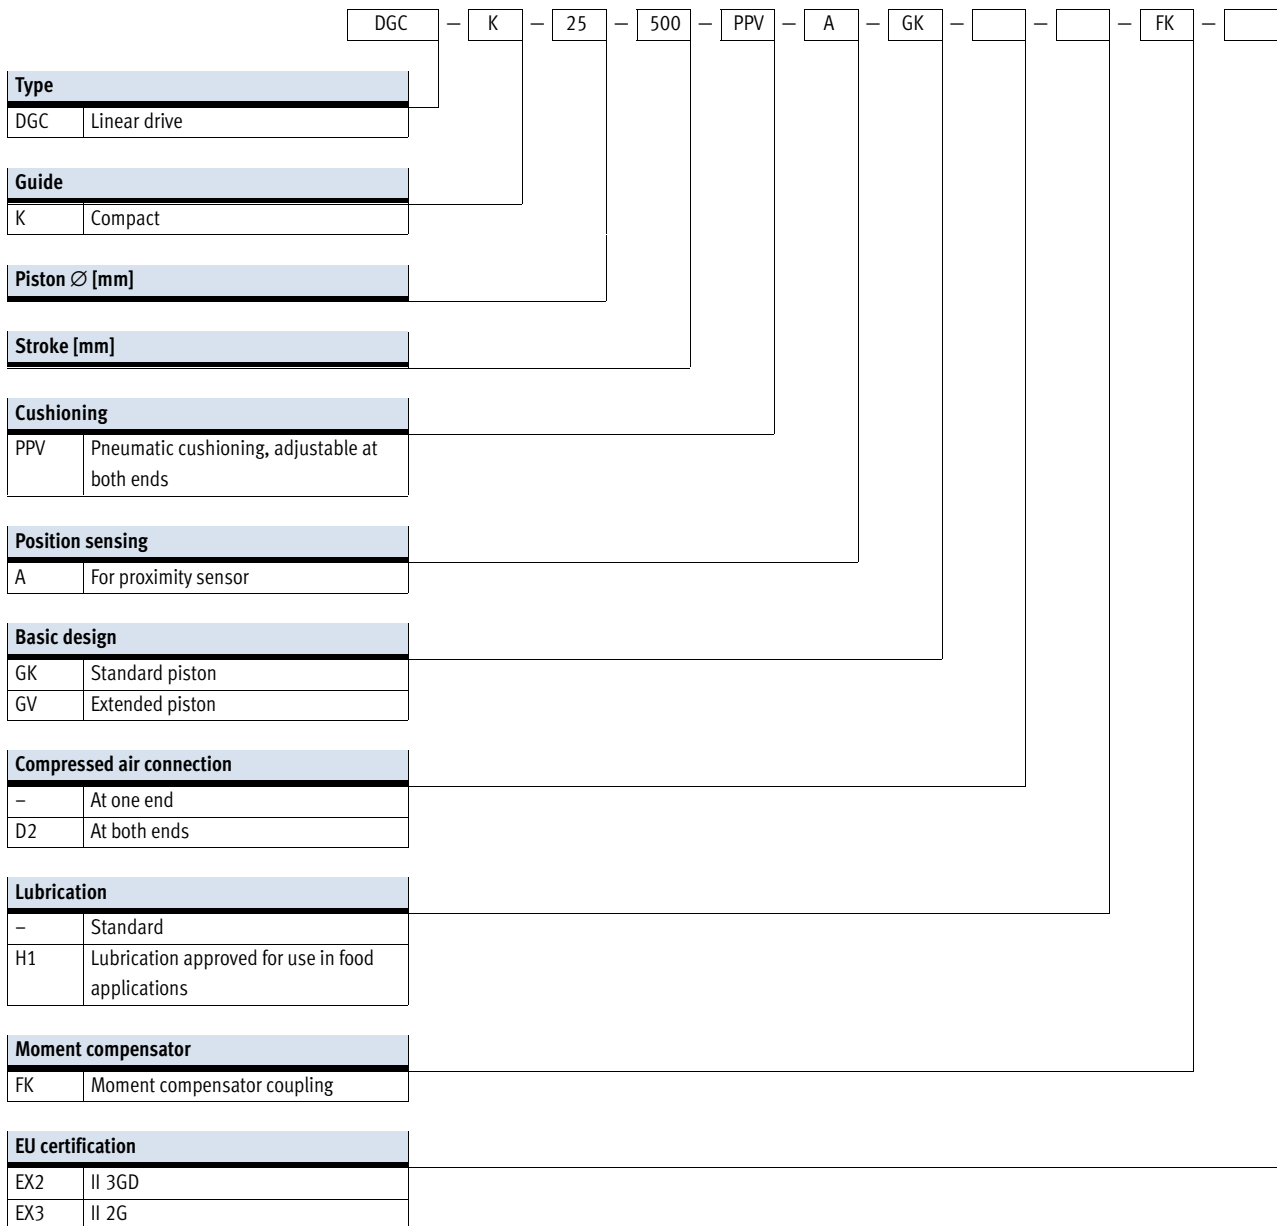 DGC – K – 25 – 500 – PPV – A – GK – – – FK –
Type
DGC Linear drive
Guide
K Compact
Piston ∅ [mm]
Stroke [mm]
Cushioning
PPV Pneumatic cushioning, adjustable at
both ends
Position sensing
A For proximity sensor
Basic design
GK Standard piston
GV Extended piston
Compressed air connection
– At one end
D2 At both ends
Lubrication
– Standard
H1 Lubrication approved for use in food
applications
Moment compensator
FK Moment compensator coupling
EU certification
EX2 II 3GD
EX3 II 2G